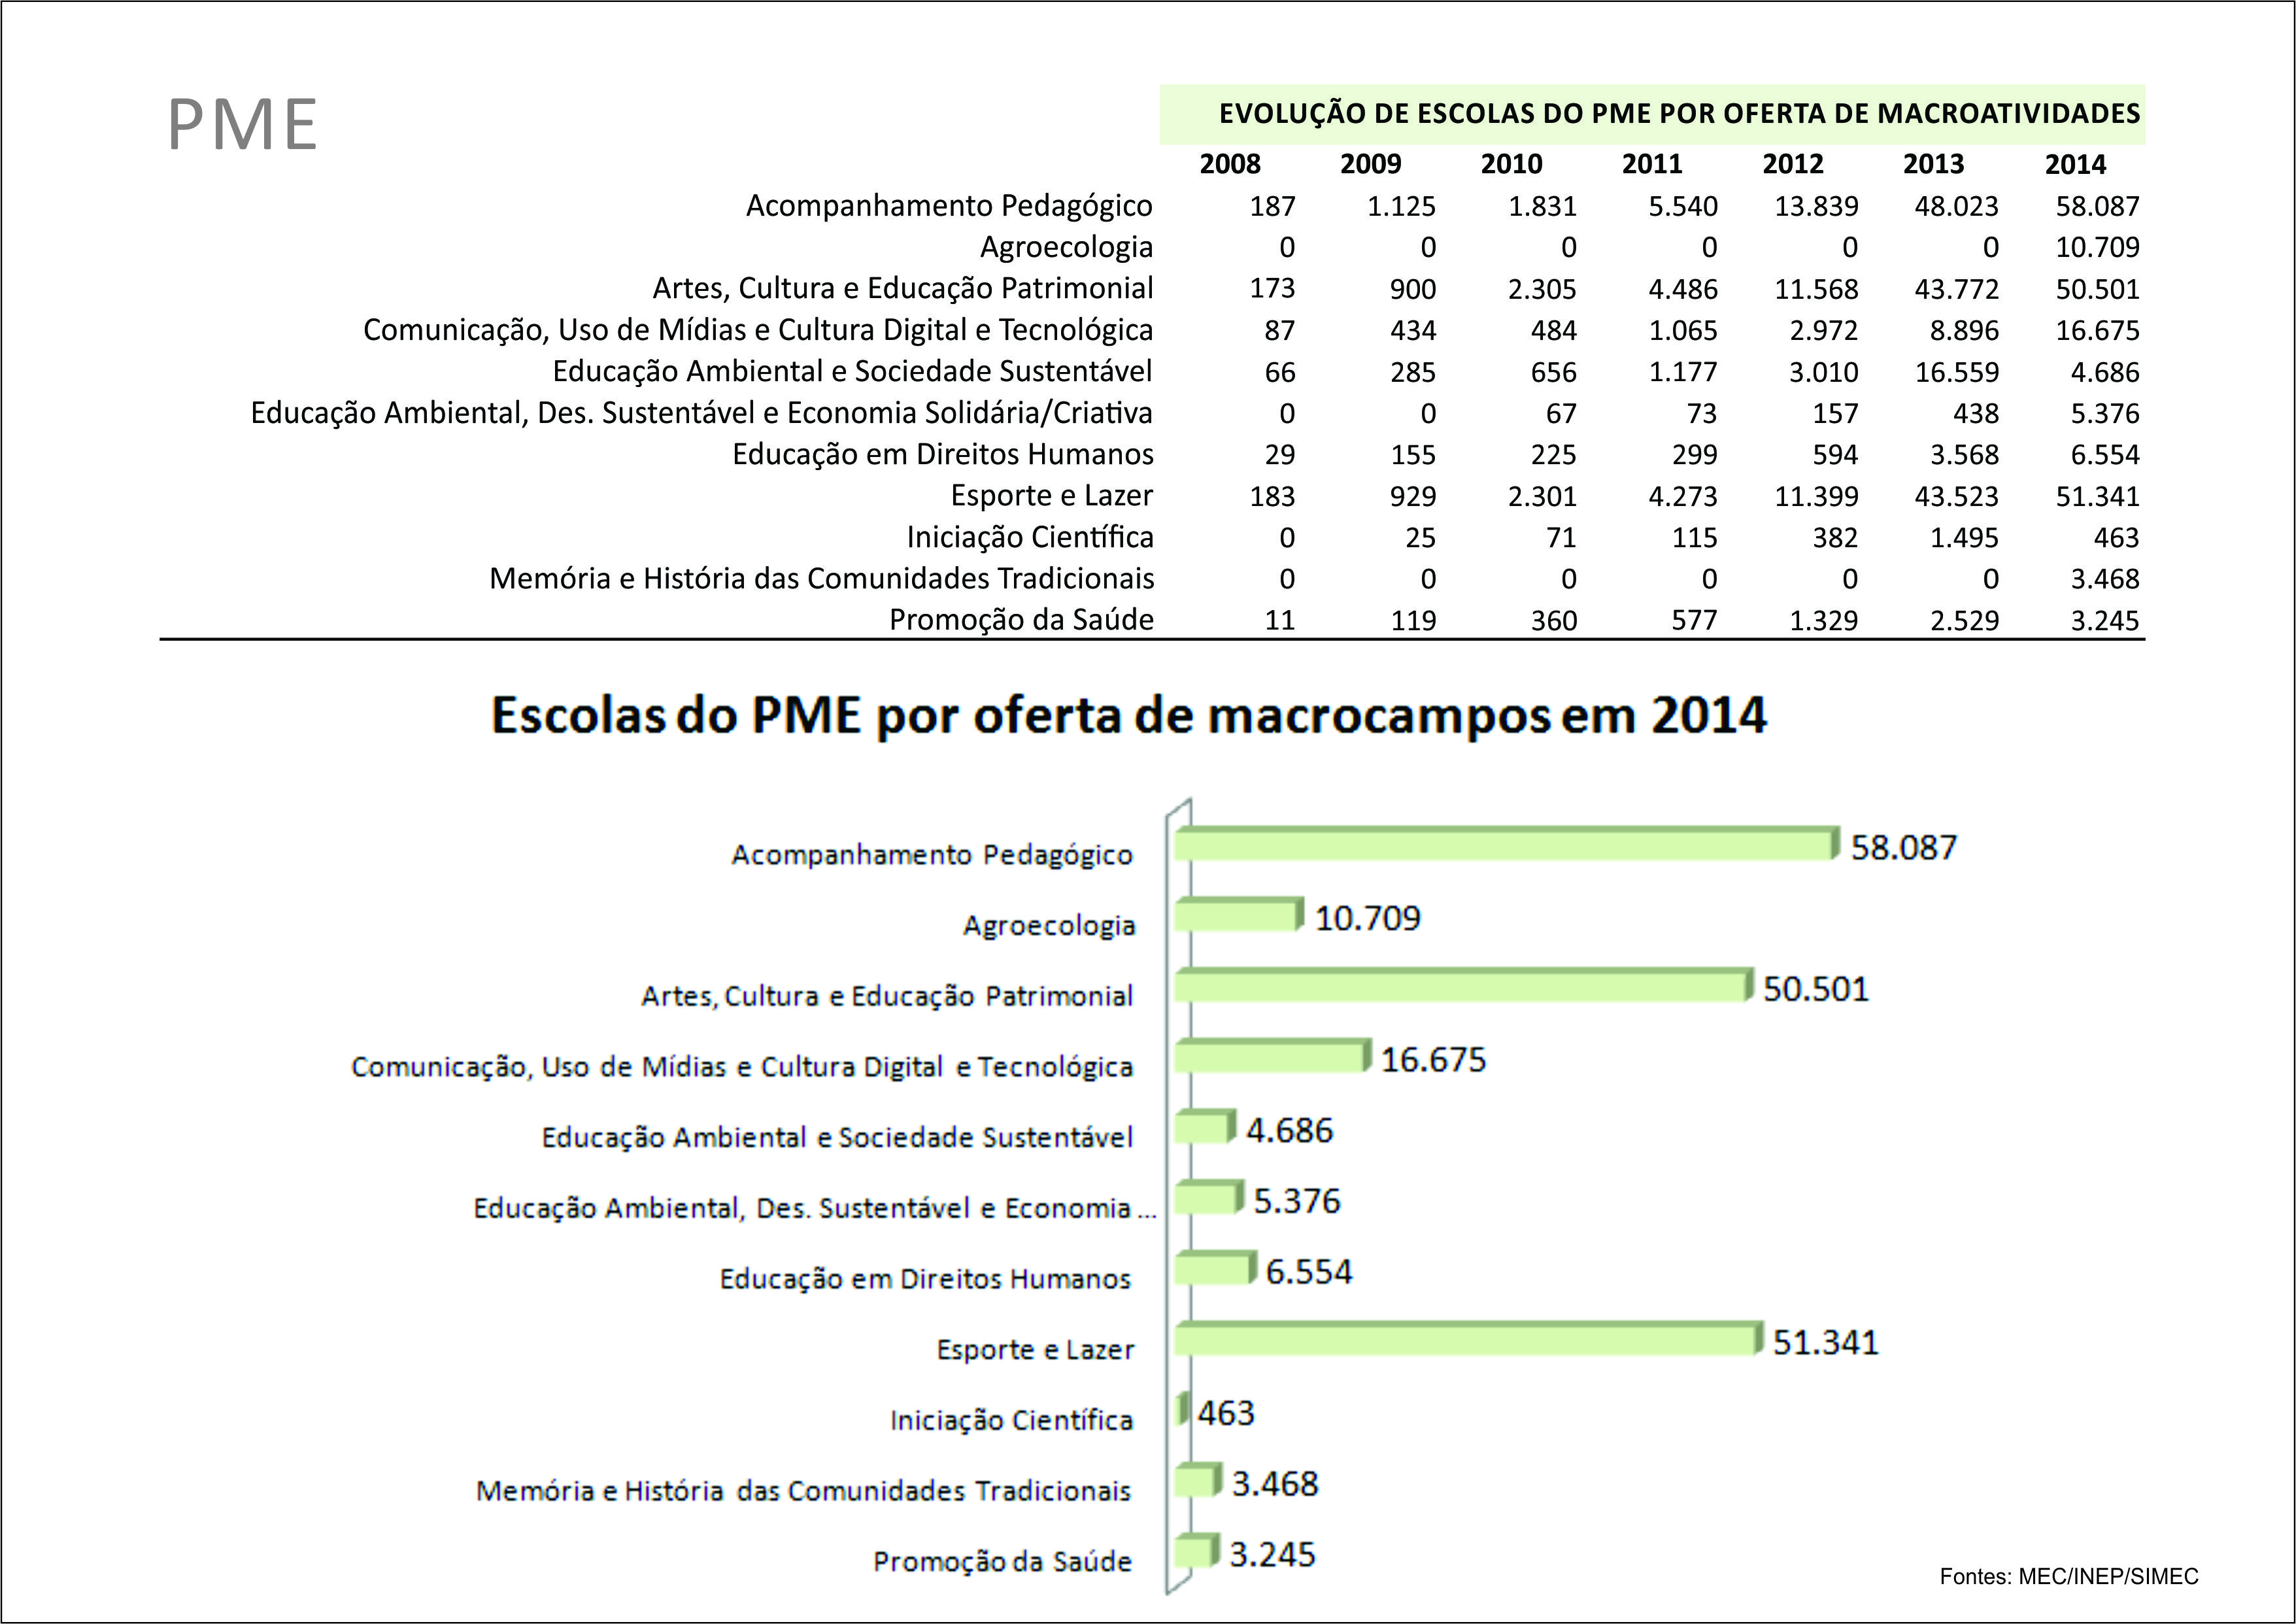 PME
EVOLUÇÃO DE ESCOLAS DO PME POR OFERTA DE MACROATIVIDADES
2008 2009 2010 2011 2012 2013 2014
Acompanhamento Pedagógico 187 1.125 1.831 5.540 13.839 48.023 58.087
Agroecologia 0 0 0 0 0 0 10.709
Artes, Cultura e Educação Patrimonial 173 900 2.305 4.486 11.568 43.772 50.501
Comunicação, Uso de Mídias e Cultura Digital e Tecnológica 87 434 484 1.065 2.972 8.896 16.675
Educação Ambiental e Sociedade Sustentável 66 285 656 1.177 3.010 16.559 4.686
Educação Ambiental, Des. Sustentável e Economia Solidária/Criativa 0 0 67 73 157 438 5.376
Educação em Direitos Humanos 29 155 225 299 594 3.568 6.554
Esporte e Lazer 183 929 2.301 4.273 11.399 43.523 51.341
Iniciação Científica 0 25 71 115 382 1.495 463
Memória e História das Comunidades Tradicionais 0 0 0 0 0 0 3.468
Promoção da Saúde 11 119 360 577 1.329 2.529 3.245
Escolas do PME por oferta de macrocampos em 2014
Acompanhamento Pedagógico 58.087
Agroecologia 10.709
Artes, Cultura e Educação Patrimonial 50.501
Comunicação, Uso de Mídias e Cultura Digital e Tecnológica 16.675
Educação Ambiental e Sociedade Sustentável 4.686
Educação Ambiental, Des. Sustentável e Economia ... 5.376
Educação em Direitos Humanos 6.554
Esporte e Lazer 51.341
Iniciação Científica 463
Memória e História das Comunidades Tradicionais 3.468
Promoção da Saúde 3.245
Fontes: MEC/INEP/SIMEC